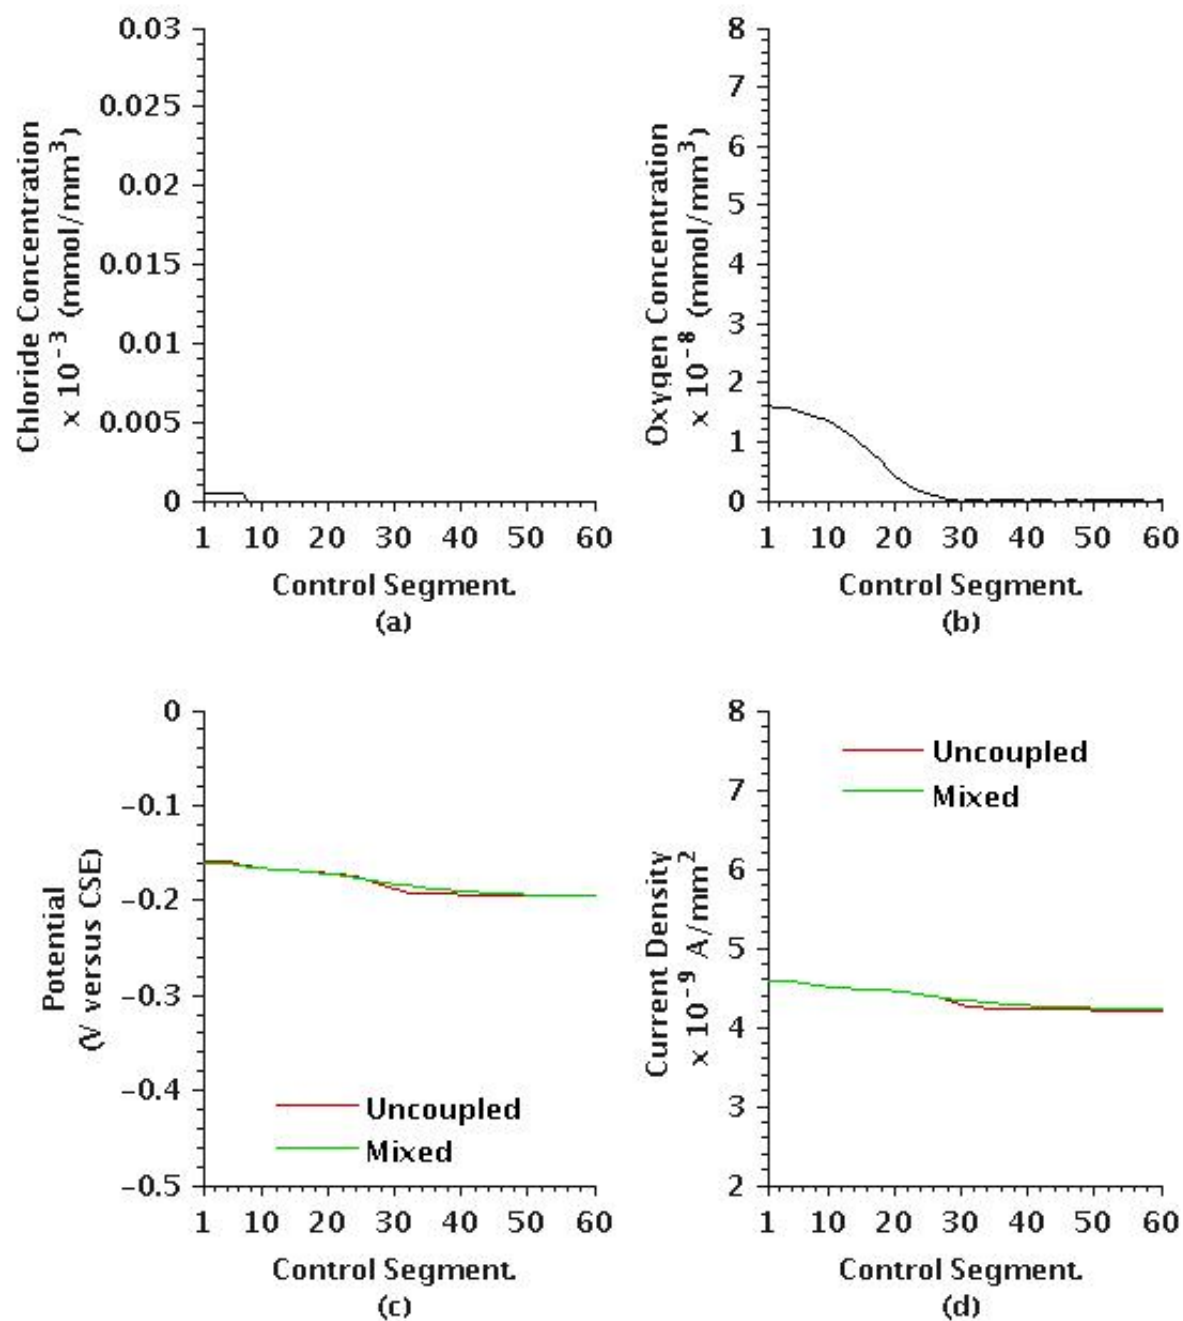 Chloride Concentration
x 10⁻³ (mmol/mm³)
0.03
0.025
0.02
0.015
0.01
0.005
0
1 10 20 30 40 50 60
Control Segment.
(a)
Oxygen Concentration
x 10⁻⁸ (mmol/mm³)
8
7
6
5
4
3
2
1
0
1 10 20 30 40 50 60
Control Segment.
(b)
Potential
(V versus CSE)
0
−0.1
−0.2
−0.3
−0.4
−0.5
Uncoupled
Mixed
1 10 20 30 40 50 60
Control Segment.
(c)
Current Density
x 10⁻⁹ A/mm²
8
7
6
5
4
3
2
Uncoupled
Mixed
1 10 20 30 40 50 60
Control Segment.
(d)